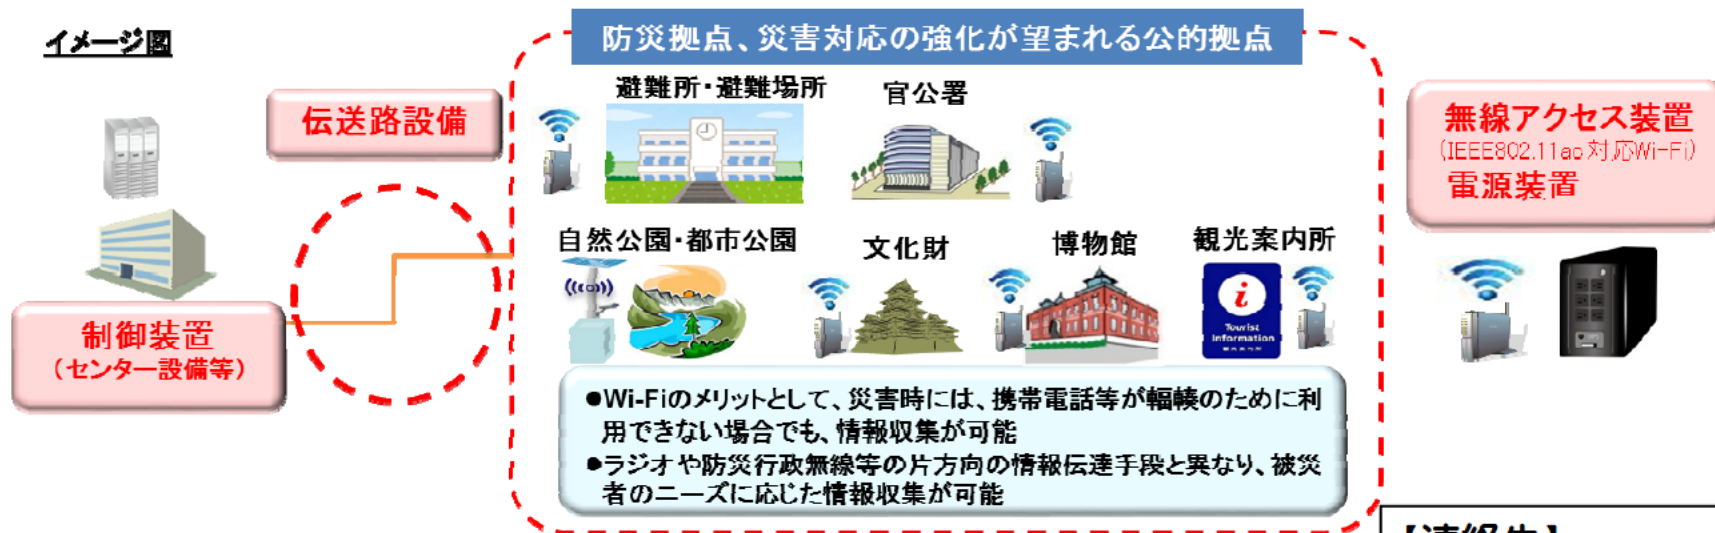 イメージ図
防災拠点、災害対応の強化が望まれる公的拠点
伝送路設備
避難所・避難場所
官公署
無線アクセス装置
(IEEE802.11ac対応Wi-Fi)
電源装置
自然公園・都市公園
文化財
博物館
観光案内所
i
Tourist
Information
制御装置
(センター設備等)
●Wi-Fiのメリットとして、災害時には、携帯電話等が輻輳のために利
用できない場合でも、情報収集が可能
●ラジオや防災行政無線等の片方向の情報伝達手段と異なり、被災
者のニーズに応じた情報収集が可能
【連絡先】